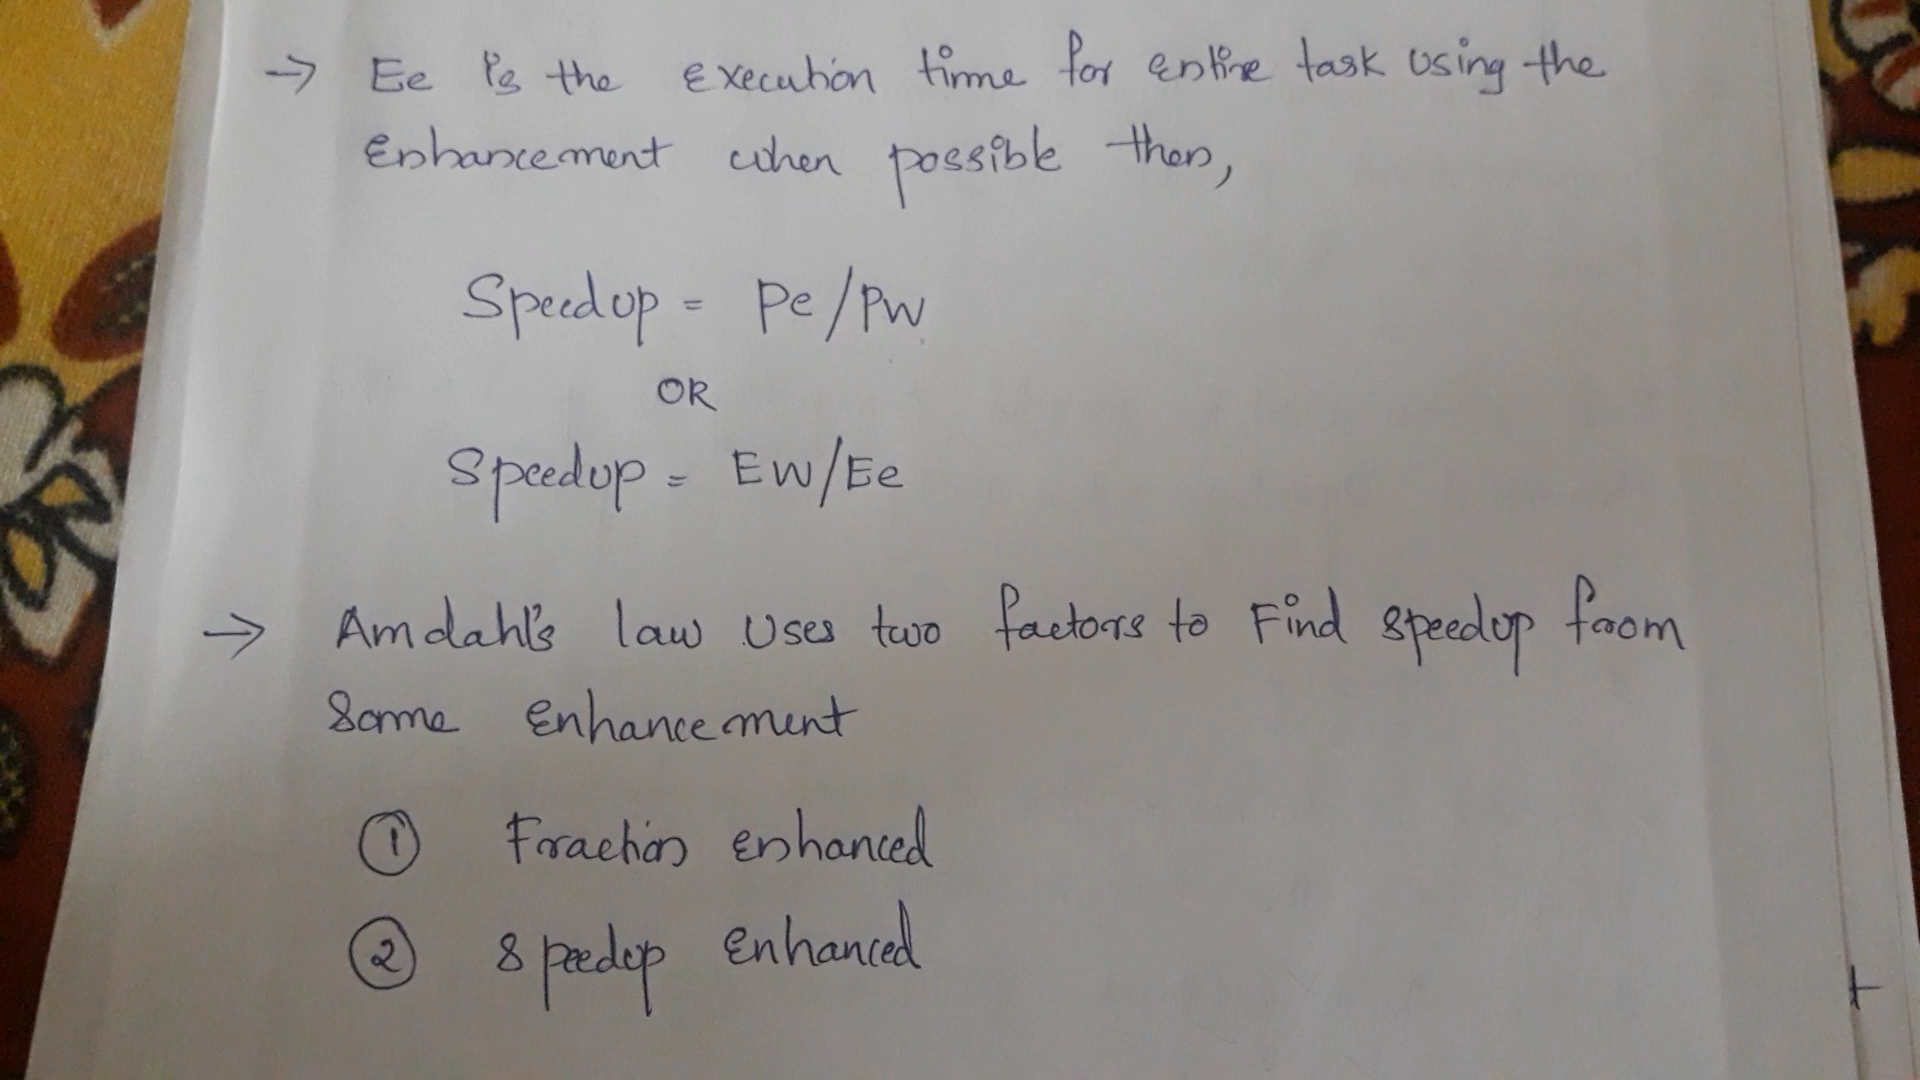 → Ee is the execution time for entire task using the
enhancement when possible then,
Speedup = Pe/Pw
OR
Speedup = Ew/Ee
→ Amdahl's law uses two factors to Find speedup from
some enhancement
① Fraction enhanced
② speedup enhanced